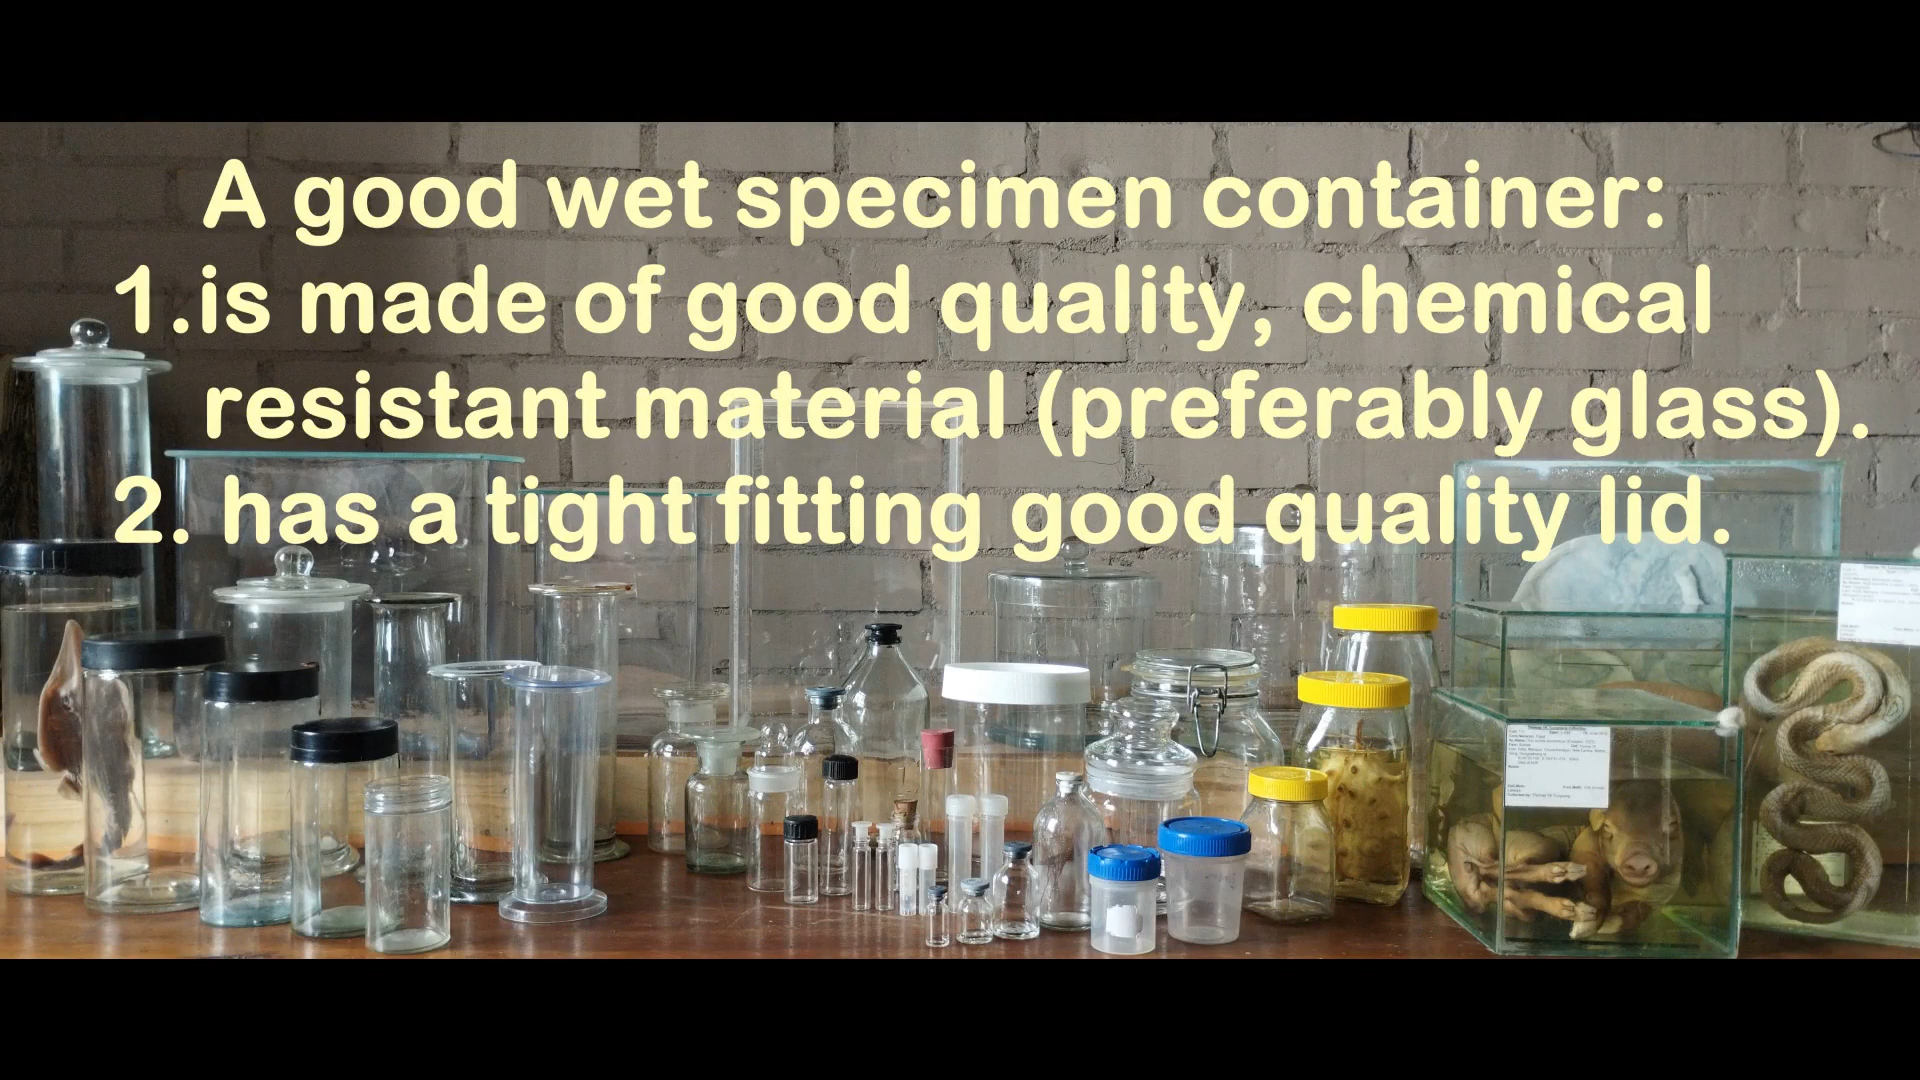 A good wet specimen container:
1.is made of good quality, chemical
resistant material (preferably glass).
2. has a tight fitting good quality lid.